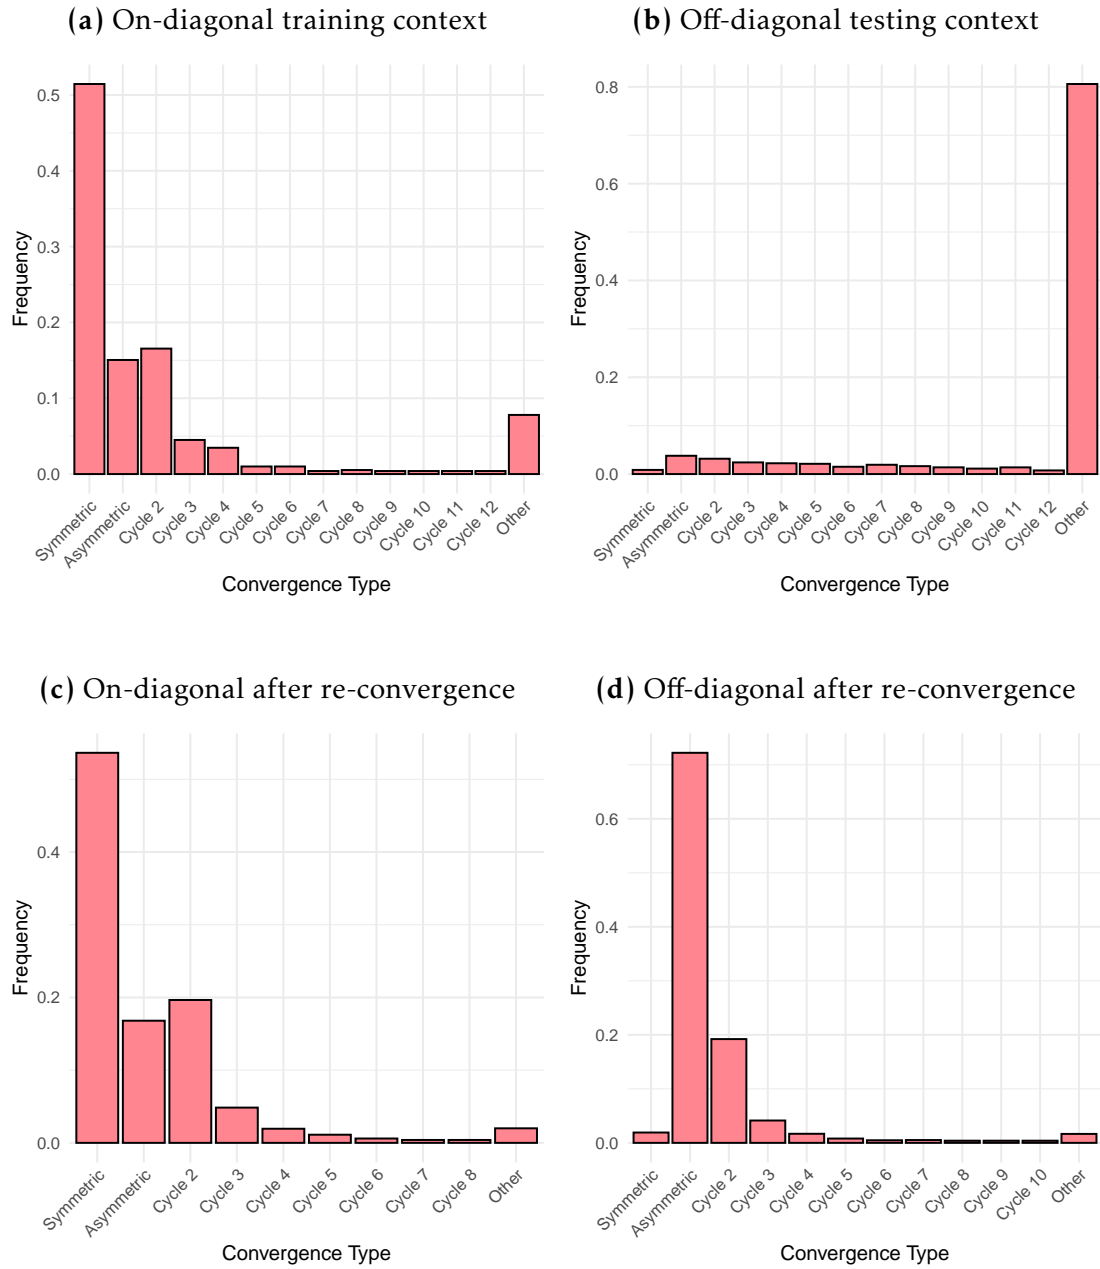 (a) On-diagonal training context
0.5
0.4
0.3
0.2
0.1
0.0
Frequency
Symmetric
Asymmetric
Cycle 2
Cycle 3
Cycle 4
Cycle 5
Cycle 6
Cycle 7
Cycle 8
Cycle 9
Cycle 10
Cycle 11
Cycle 12
Other
Convergence Type
(b) Off-diagonal testing context
0.8
0.6
0.4
0.2
0.0
Frequency
Symmetric
Asymmetric
Cycle 2
Cycle 3
Cycle 4
Cycle 5
Cycle 6
Cycle 7
Cycle 8
Cycle 9
Cycle 10
Cycle 11
Cycle 12
Other
Convergence Type
(c) On-diagonal after re-convergence
0.4
0.2
0.0
Frequency
Symmetric
Asymmetric
Cycle 2
Cycle 3
Cycle 4
Cycle 5
Cycle 6
Cycle 7
Cycle 8
Other
Convergence Type
(d) Off-diagonal after re-convergence
0.6
0.4
0.2
0.0
Frequency
Symmetric
Asymmetric
Cycle 2
Cycle 3
Cycle 4
Cycle 5
Cycle 6
Cycle 7
Cycle 8
Cycle 9
Cycle 10
Other
Convergence Type